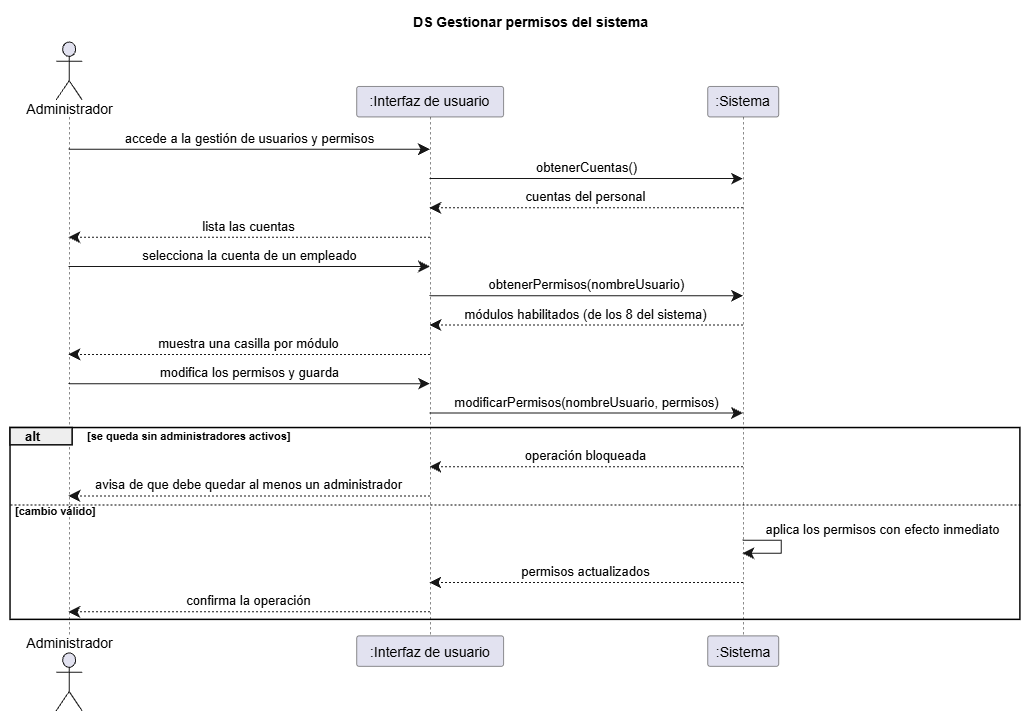 DS Gestionar permisos del sistema
Administrador
:Interfaz de usuario
:Sistema
accede a la gestión de usuarios y permisos
obtenerCuentas()
cuentas del personal
lista las cuentas
selecciona la cuenta de un empleado
obtenerPermisos(nombreUsuario)
módulos habilitados (de los 8 del sistema)
muestra una casilla por módulo
modifica los permisos y guarda
modificarPermisos(nombreUsuario, permisos)
alt
[se queda sin administradores activos]
operación bloqueada
avisa de que debe quedar al menos un administrador
[cambio válido]
aplica los permisos con efecto inmediato
permisos actualizados
confirma la operación
Administrador
:Interfaz de usuario
:Sistema